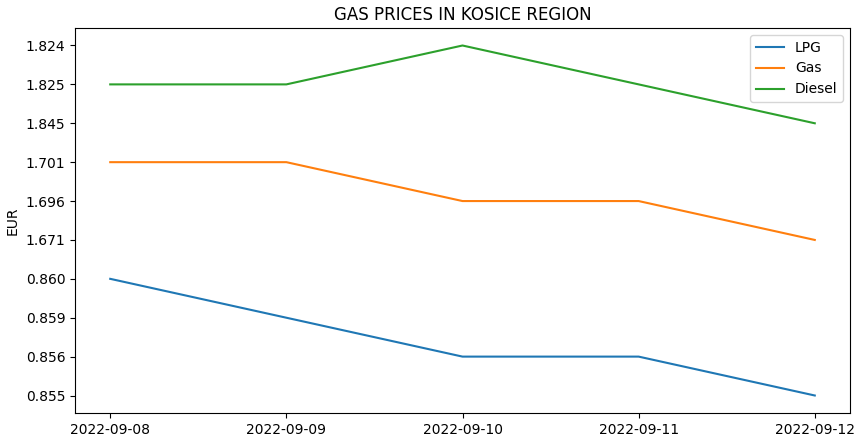 GAS PRICES IN KOSICE REGION
1.824
1.825
1.845
1.701
1.696
1.671
0.860
0.859
0.856
0.855
EUR
LPG
Gas
Diesel
2022-09-08 2022-09-09 2022-09-10 2022-09-11 2022-09-12